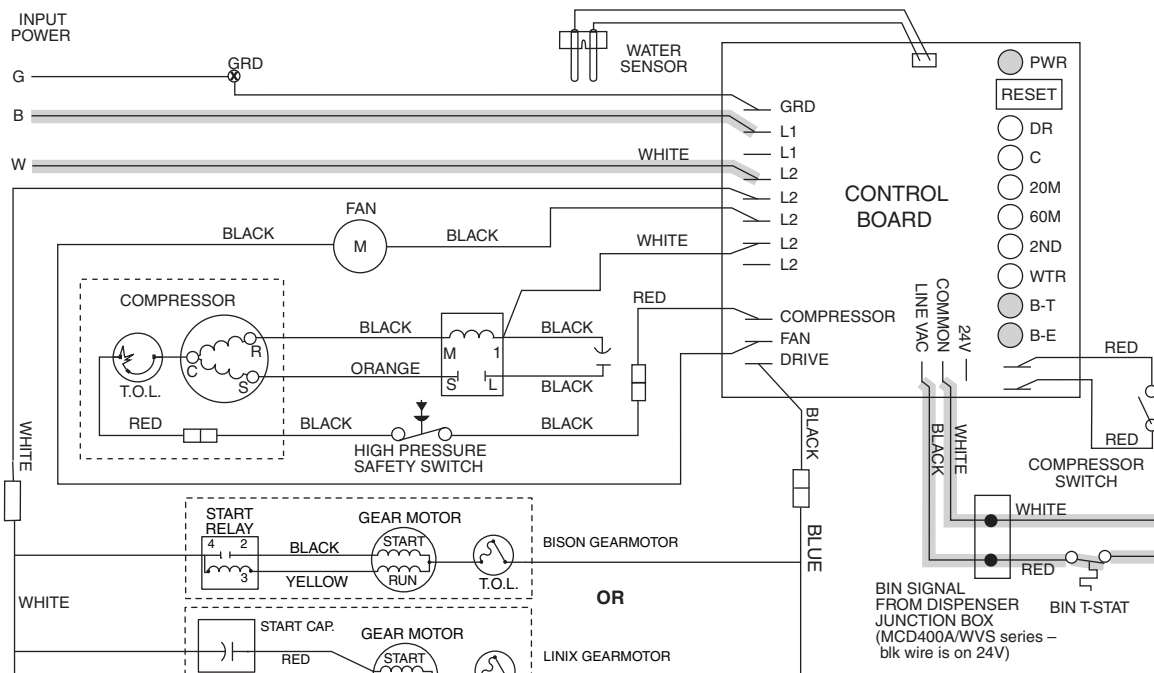 INPUT
POWER
G
GRD
B
W
WHITE
WATER
SENSOR
GRD
L1
L1
L2
L2
L2
L2
L2
CONTROL
BOARD
PWR
RESET
DR
C
20M
60M
2ND
WTR
B-T
B-E
FAN
M
BLACK
BLACK
WHITE
RED
COMPRESSOR
FAN
DRIVE
LINE VAC
COMMON
24V
COMPRESSOR
T.O.L.
C
R
S
BLACK
ORANGE
M
1
S
L
BLACK
BLACK
RED
BLACK
BLACK
HIGH PRESSURE
SAFETY SWITCH
WHITE
BLACK
BLUE
BLACK
WHITE
RED
RED
COMPRESSOR
SWITCH
WHITE
RED
BIN T-STAT
BIN SIGNAL
FROM DISPENSER
JUNCTION BOX
(MCD400A/WVS series –
blk wire is on 24V)
START
RELAY
4
2
3
BLACK
YELLOW
GEAR MOTOR
START
RUN
T.O.L.
BISON GEARMOTOR
OR
WHITE
START CAP.
RED
GEAR MOTOR
START
LINIX GEARMOTOR